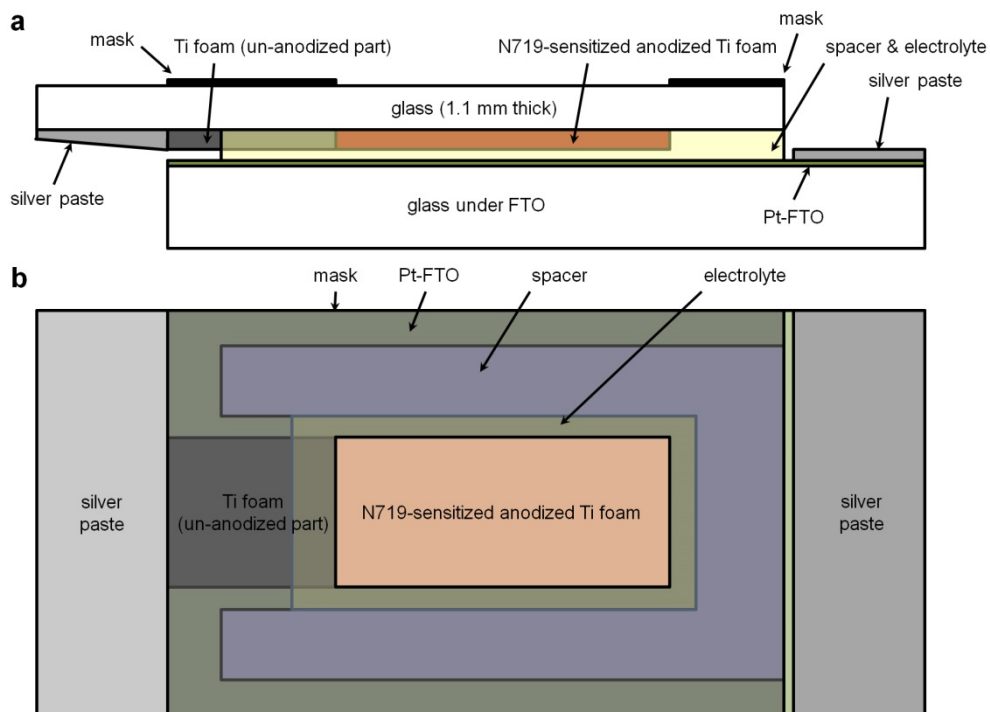 a
mask
Ti foam (un-anodized part)
N719-sensitized anodized Ti foam
mask
spacer & electrolyte
silver paste
glass (1.1 mm thick)
silver paste
glass under FTO
Pt-FTO
b
mask
Pt-FTO
spacer
electrolyte
silver
paste
Ti foam
(un-anodized part)
N719-sensitized anodized Ti foam
silver
paste